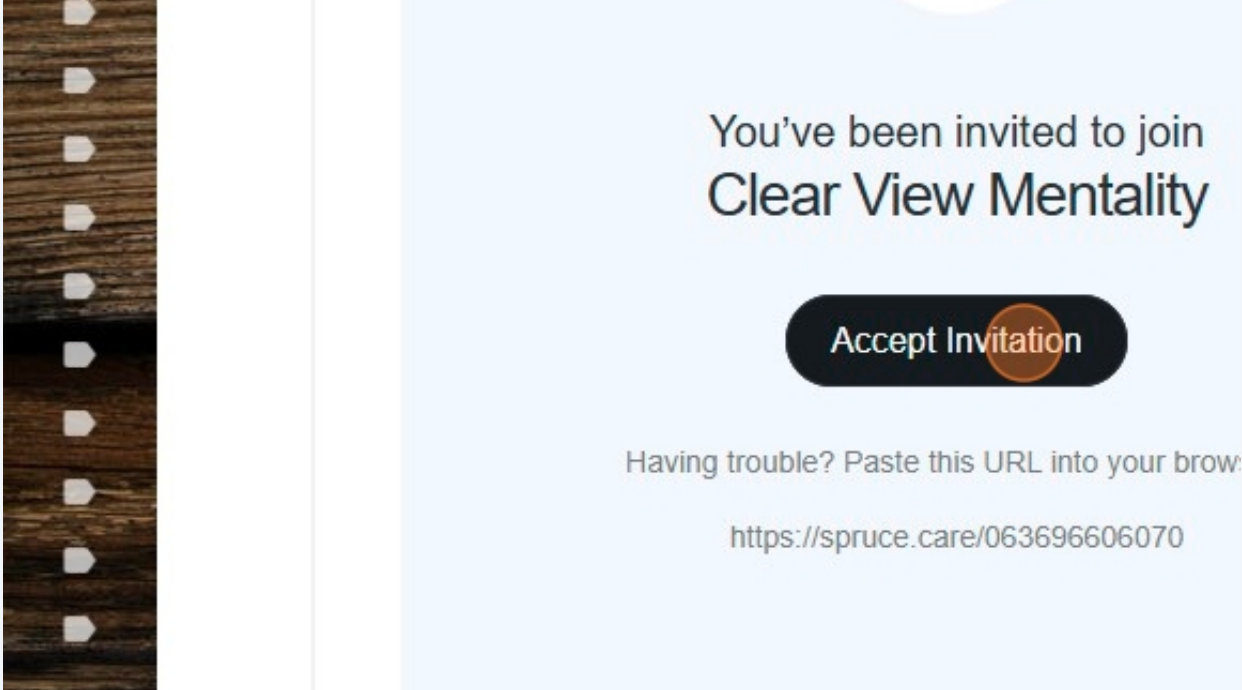 You’ve been invited to join
Clear View Mentality
Accept Invitation
Having trouble? Paste this URL into your
https://spruce.care/063696606070